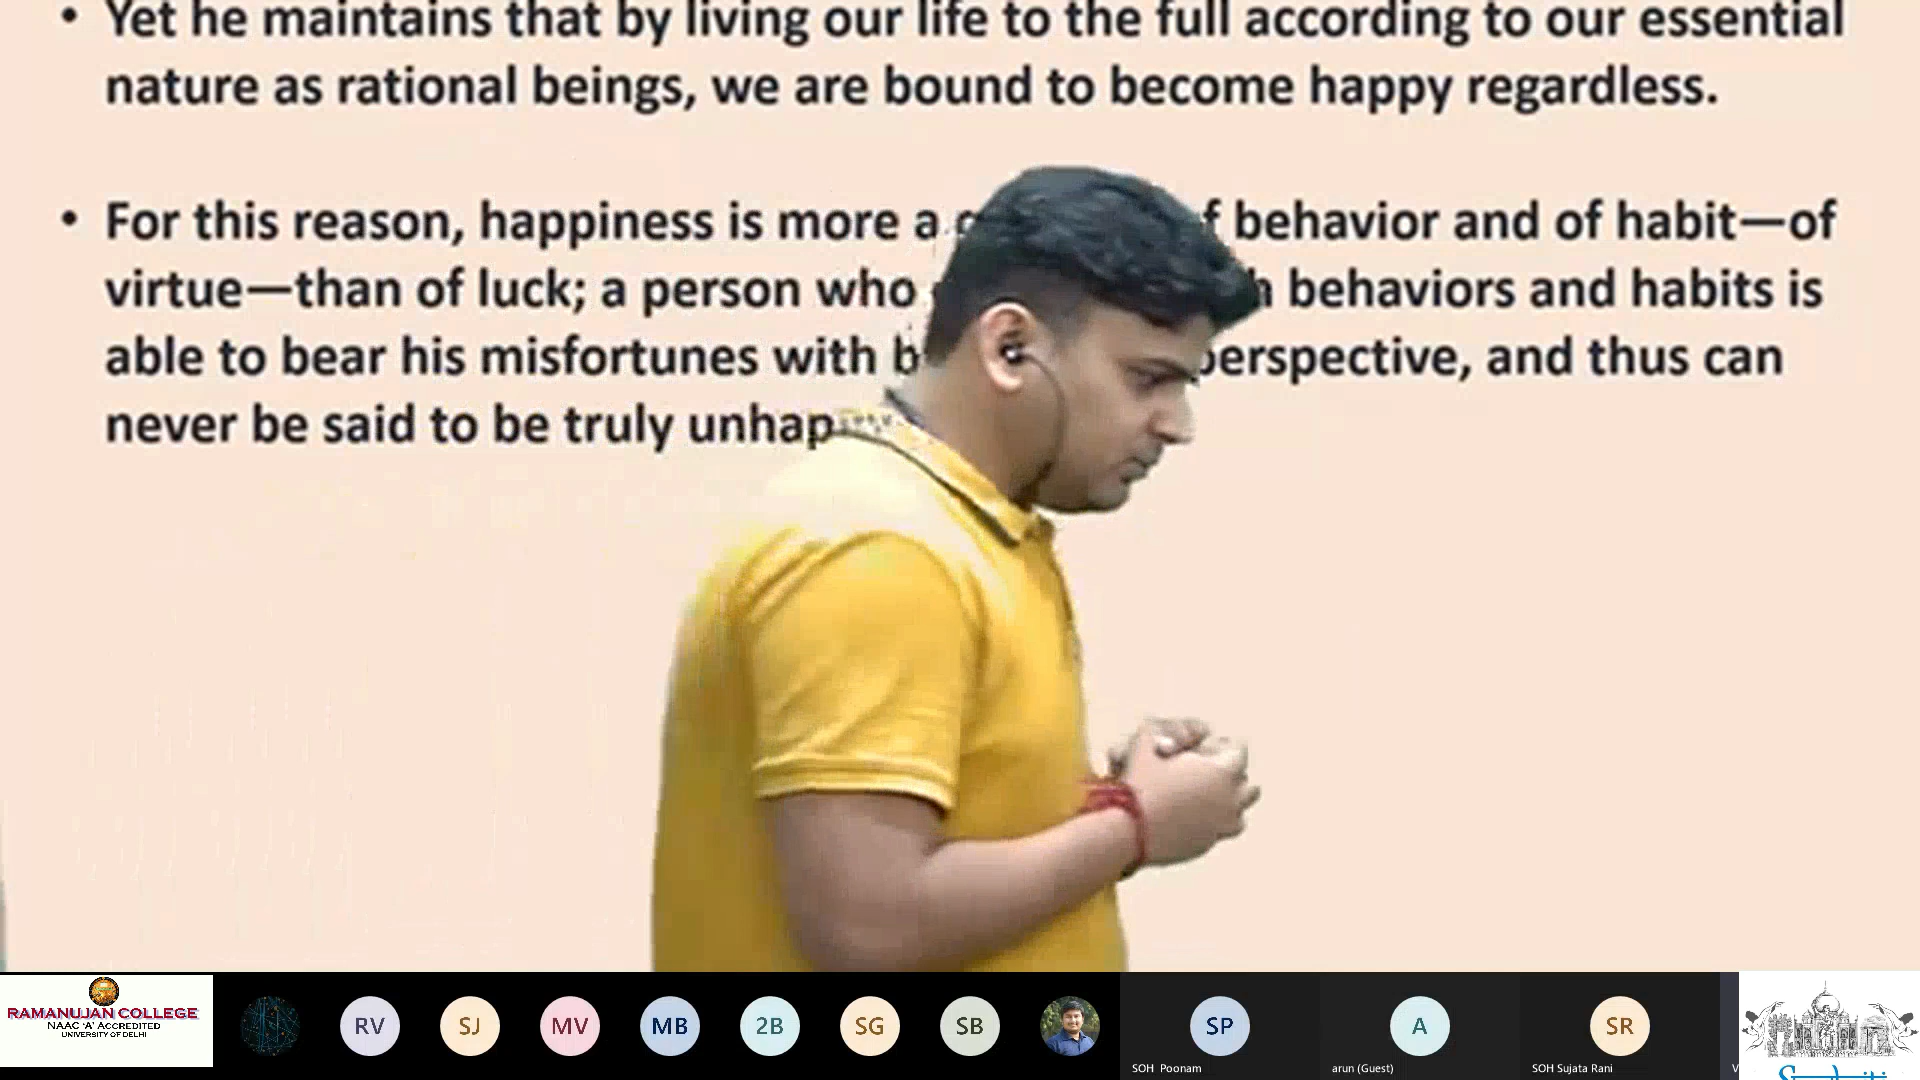 • Yet he maintains that by living our life to the full according to our essential
nature as rational beings, we are bound to become happy regardless.
• For this reason, happiness is more a behavior and of habit—of
virtue—than of luck; a person who behaviors and habits is
able to bear his misfortunes with perspective, and thus can
never be said to be truly
RAMANUJAN COLLEGE
NAAC 'A' ACCREDITED
UNIVERSITY OF DELHI
RV
SJ
MV
MB
2B
SG
SB
SP
A
SR
SOH Poonam
arun (Guest)
SOH Sujata Rani